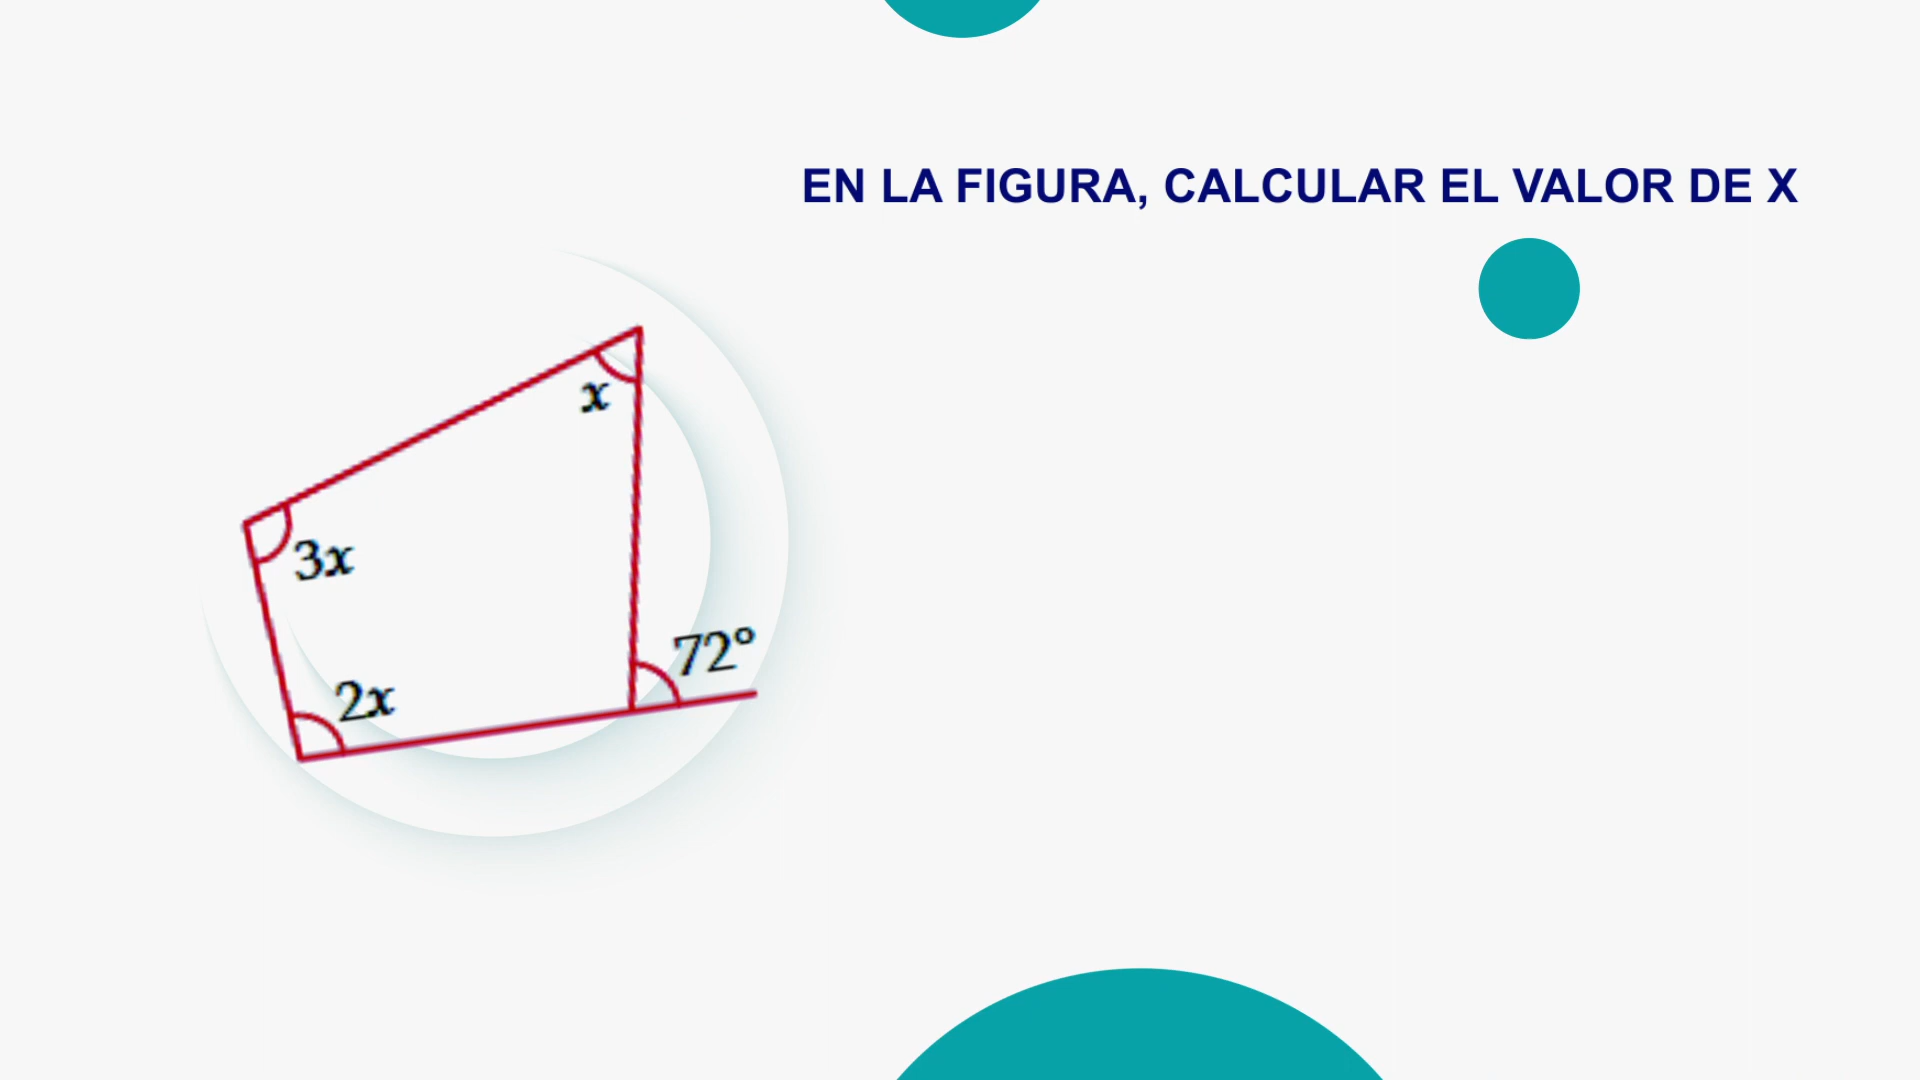 EN LA FIGURA, CALCULAR EL VALOR DE X
x
3x
72°
2x